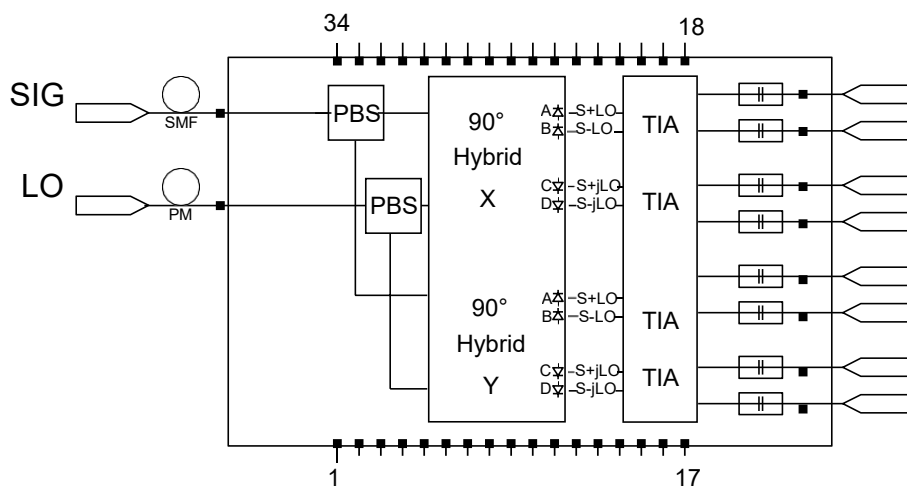 34
18
SIG
SMF
PBS
90°
Hybrid
X
A
S+LO
B
S-LO
TIA
LO
PM
PBS
C
S+jLO
D
S-jLO
TIA
90°
Hybrid
Y
A
S+LO
B
S-LO
TIA
C
S+jLO
D
S-jLO
TIA
1
17